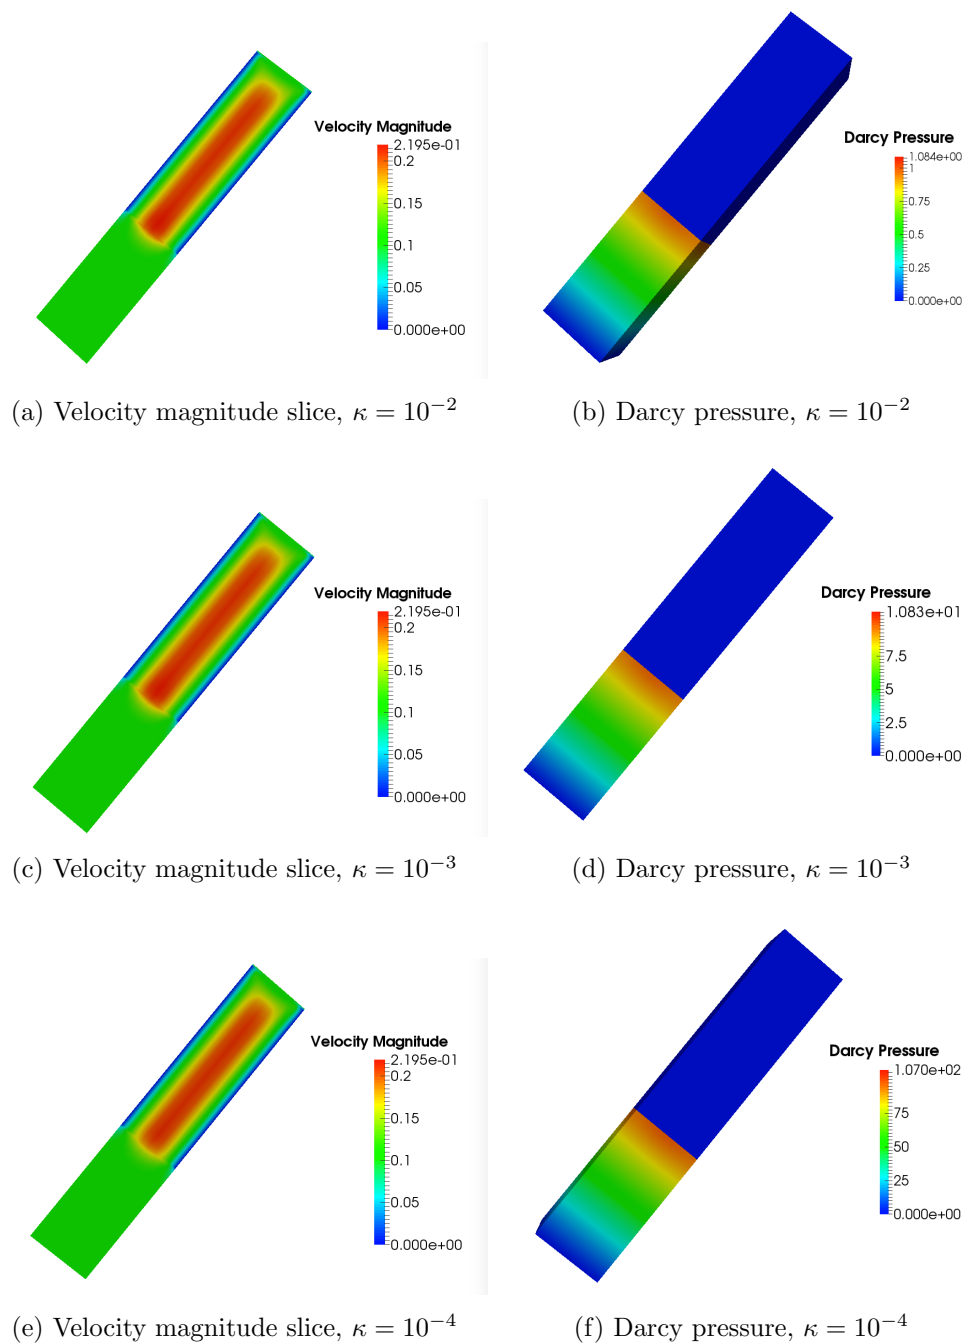 Velocity Magnitude
2.195e-01
0.2
0.15
0.1
0.05
0.000e+00
Darcy Pressure
1.084e+00
1
0.75
0.5
0.25
0.000e+00
(a) Velocity magnitude slice, κ = 10⁻²
(b) Darcy pressure, κ = 10⁻²
Velocity Magnitude
2.195e-01
0.2
0.15
0.1
0.05
0.000e+00
Darcy Pressure
1.083e+01
7.5
5
2.5
0.000e+00
(c) Velocity magnitude slice, κ = 10⁻³
(d) Darcy pressure, κ = 10⁻³
Velocity Magnitude
2.195e-01
0.2
0.15
0.1
0.05
0.000e+00
Darcy Pressure
1.070e+02
75
50
25
0.000e+00
(e) Velocity magnitude slice, κ = 10⁻⁴
(f) Darcy pressure, κ = 10⁻⁴